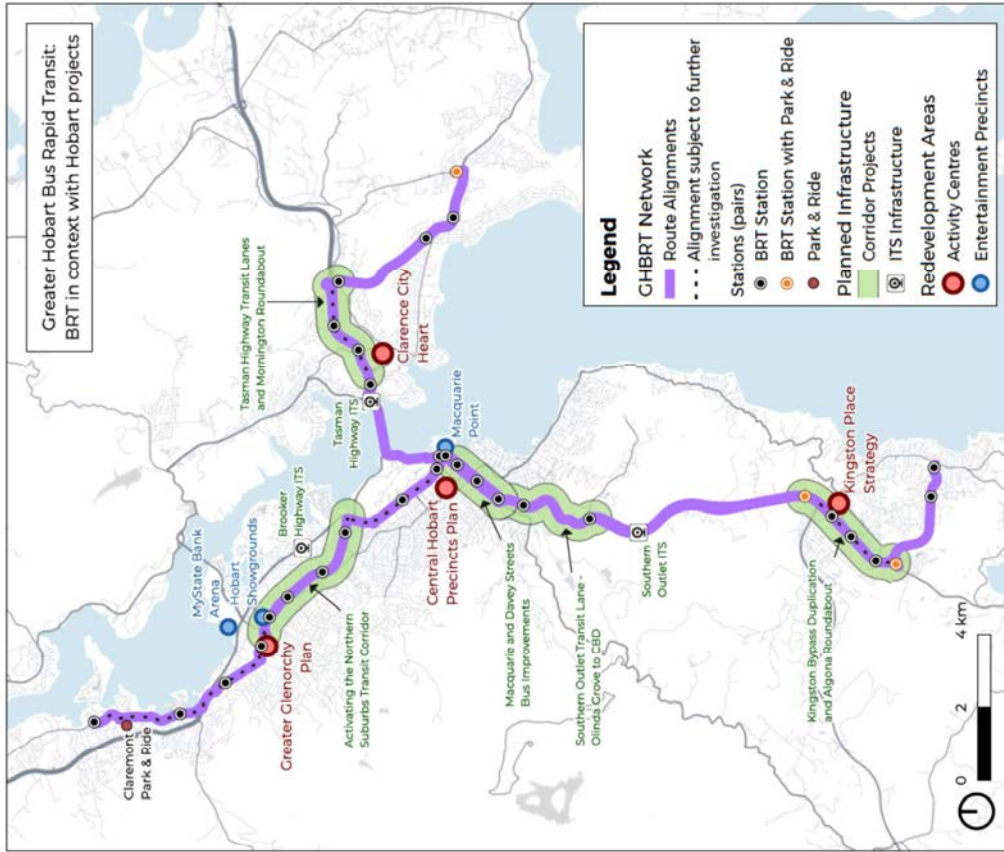 Greater Hobart Bus Rapid Transit:
BRT in context with Hobart projects
Tasman Highway Transit Lanes
and Mornington Roundabout
Clarence City
Heart
Tasman
Highway ITS
Macquarie
Point
Brooker
Highway ITS
MyState Bank
Arena
Hobart
Showgrounds
Central Hobart
Precincts Plan
Greater Glenorchy
Plan
Activating the Northern
Suburbs Transit Corridor
Claremont
Park & Ride
Macquarie and Davey Streets
Bus Improvements
Southern Outlet Transit Lane -
Olinda Grove to CBD
Southern
Outlet ITS
Kingston Place
Strategy
Kingston Bypass Duplication
and Algona Roundabout
Legend
GHBRT Network
Route Alignments
Alignment subject to further
investigation
Stations (pairs)
BRT Station
BRT Station with Park & Ride
Park & Ride
Planned Infrastructure
Corridor Projects
ITS Infrastructure
Redevelopment Areas
Activity Centres
Entertainment Precincts
0 2 4 km